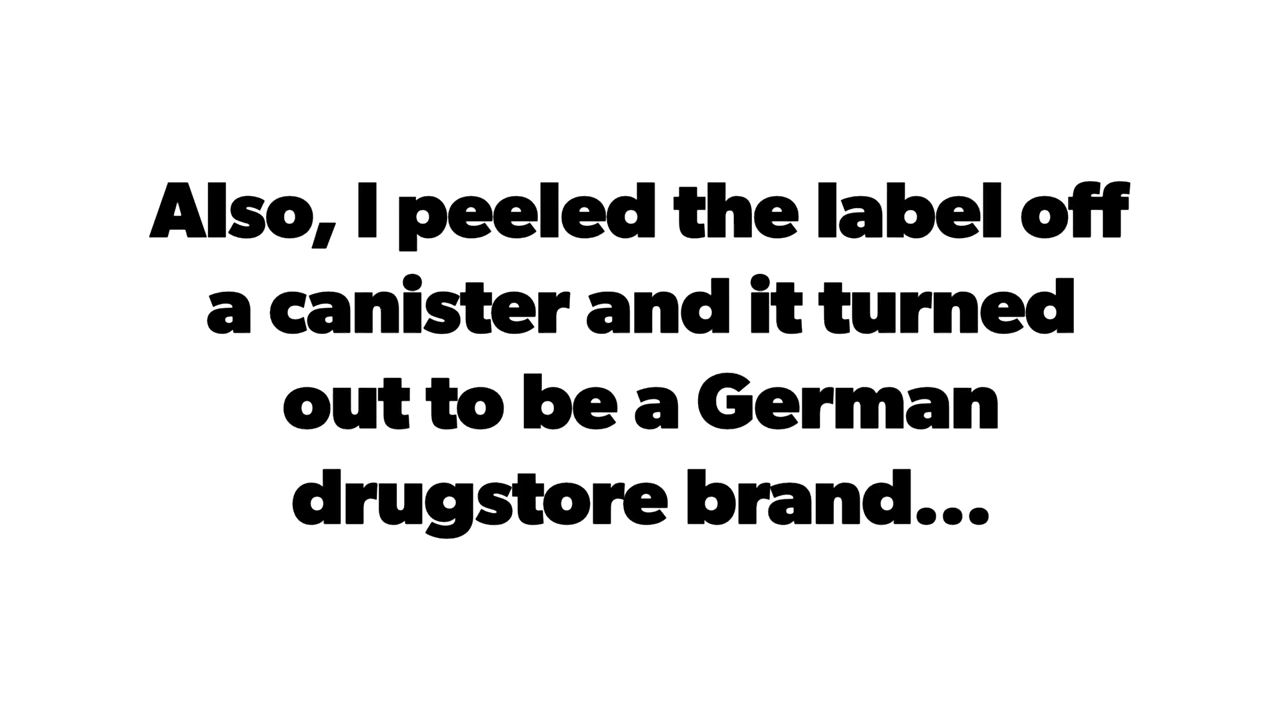 Also, I peeled the label off
a canister and it turned
out to be a German
drugstore brand...